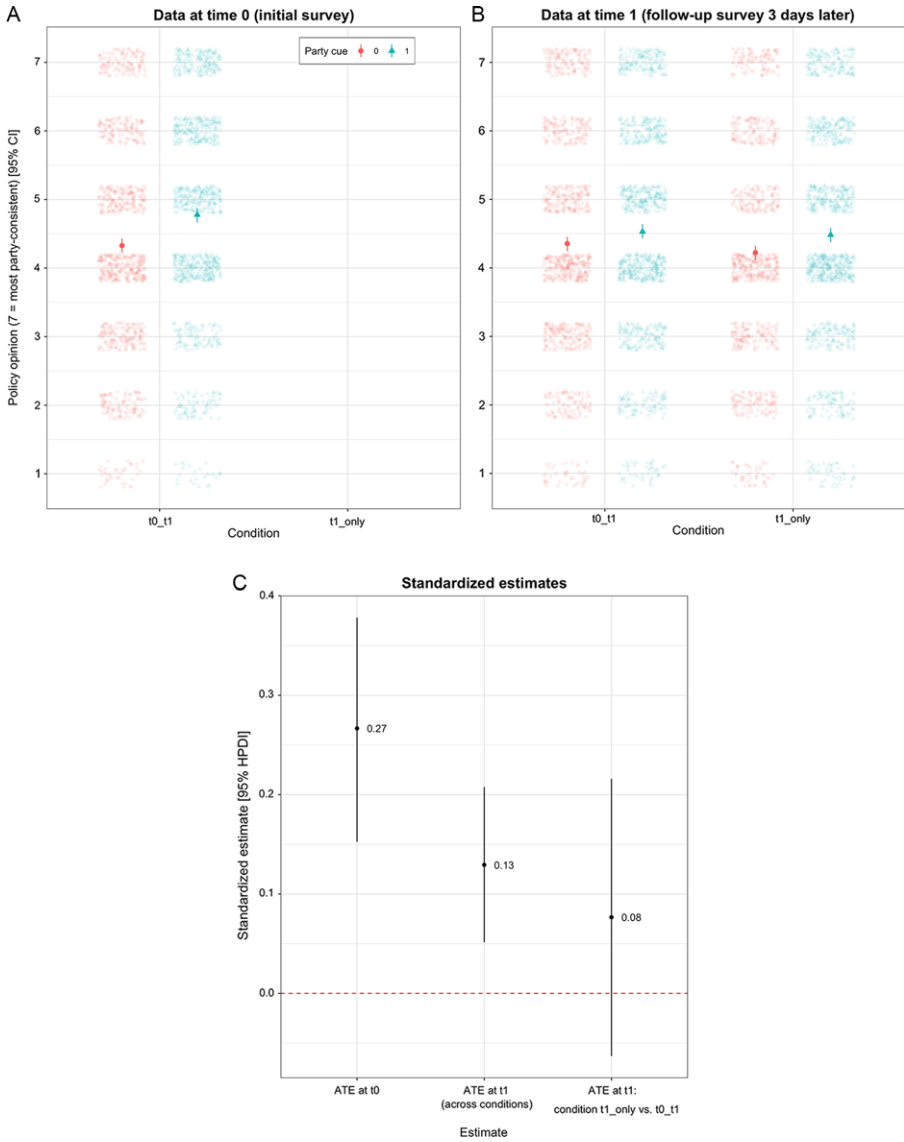 A
Data at time 0 (initial survey)
Policy opinion (7 = most party-consistent) [95% CI]
7
6
5
4
3
2
1
Party cue 0 1
t0_t1 t1_only
Condition
B
Data at time 1 (follow-up survey 3 days later)
7
6
5
4
3
2
1
t0_t1 t1_only
Condition
C
Standardized estimates
Standardized estimate [95% HPDI]
0.4
0.3
0.2
0.1
0.0
0.27
0.13
0.08
ATE at t0
ATE at t1
(across conditions)
ATE at t1:
condition t1_only vs. t0_t1
Estimate